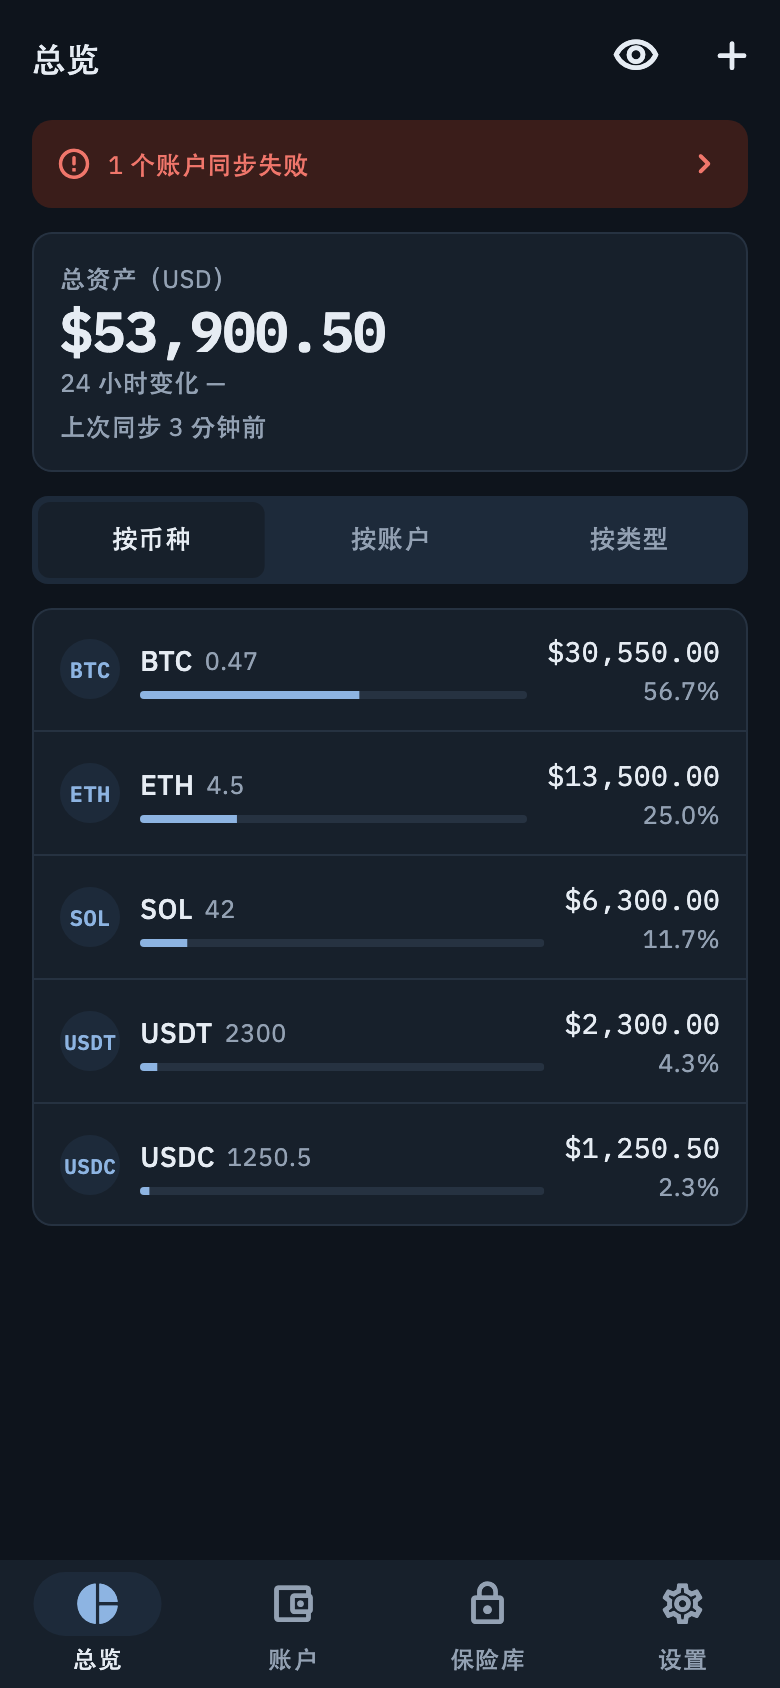 总览
1 个账户同步失败
总资产（USD）
$53,900.50
24 小时变化 —
上次同步 3 分钟前
按币种 按账户 按类型
BTC BTC 0.47 $30,550.00
56.7%
ETH ETH 4.5 $13,500.00
25.0%
SOL SOL 42 $6,300.00
11.7%
USDT USDT 2300 $2,300.00
4.3%
USDC USDC 1250.5 $1,250.50
2.3%
总览 账户 保险库 设置